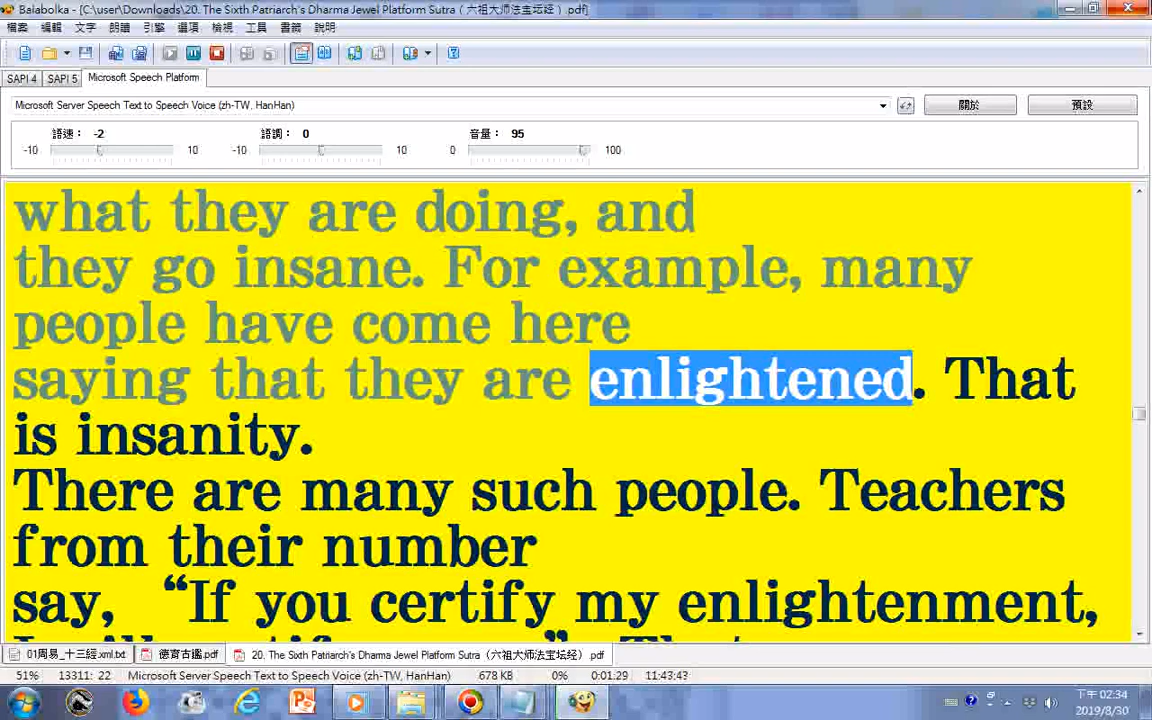 Balabolka - [C:\user\Downloads\20. The Sixth Patriarch's Dharma Jewel Platform Sutra（六祖大师法宝坛经）.pdf]
檔案 編輯 文字 朗讀 引擎 選項 檢視 工具 書籤 說明
SAPI 4 SAPI 5 Microsoft Speech Platform
Microsoft Server Speech Text to Speech Voice (zh-TW, HanHan) 關於 預設
語速： -2 語調： 0 音量： 95
-10 10 -10 10 0 100
what they are doing, and
they go insane. For example, many
people have come here
saying that they are enlightened. That
is insanity.
There are many such people. Teachers
from their number
say, “If you certify my enlightenment,
01周易_十三經.xml.txt 德育古鑑.pdf 20. The Sixth Patriarch's Dharma Jewel Platform Sutra（六祖大师法宝坛经）.pdf
51% 13311: 22 Microsoft Server Speech Text to Speech Voice (zh-TW, HanHan) 678 KB 0% 0:01:29 11:43:43
下午 02:34
2019/8/30